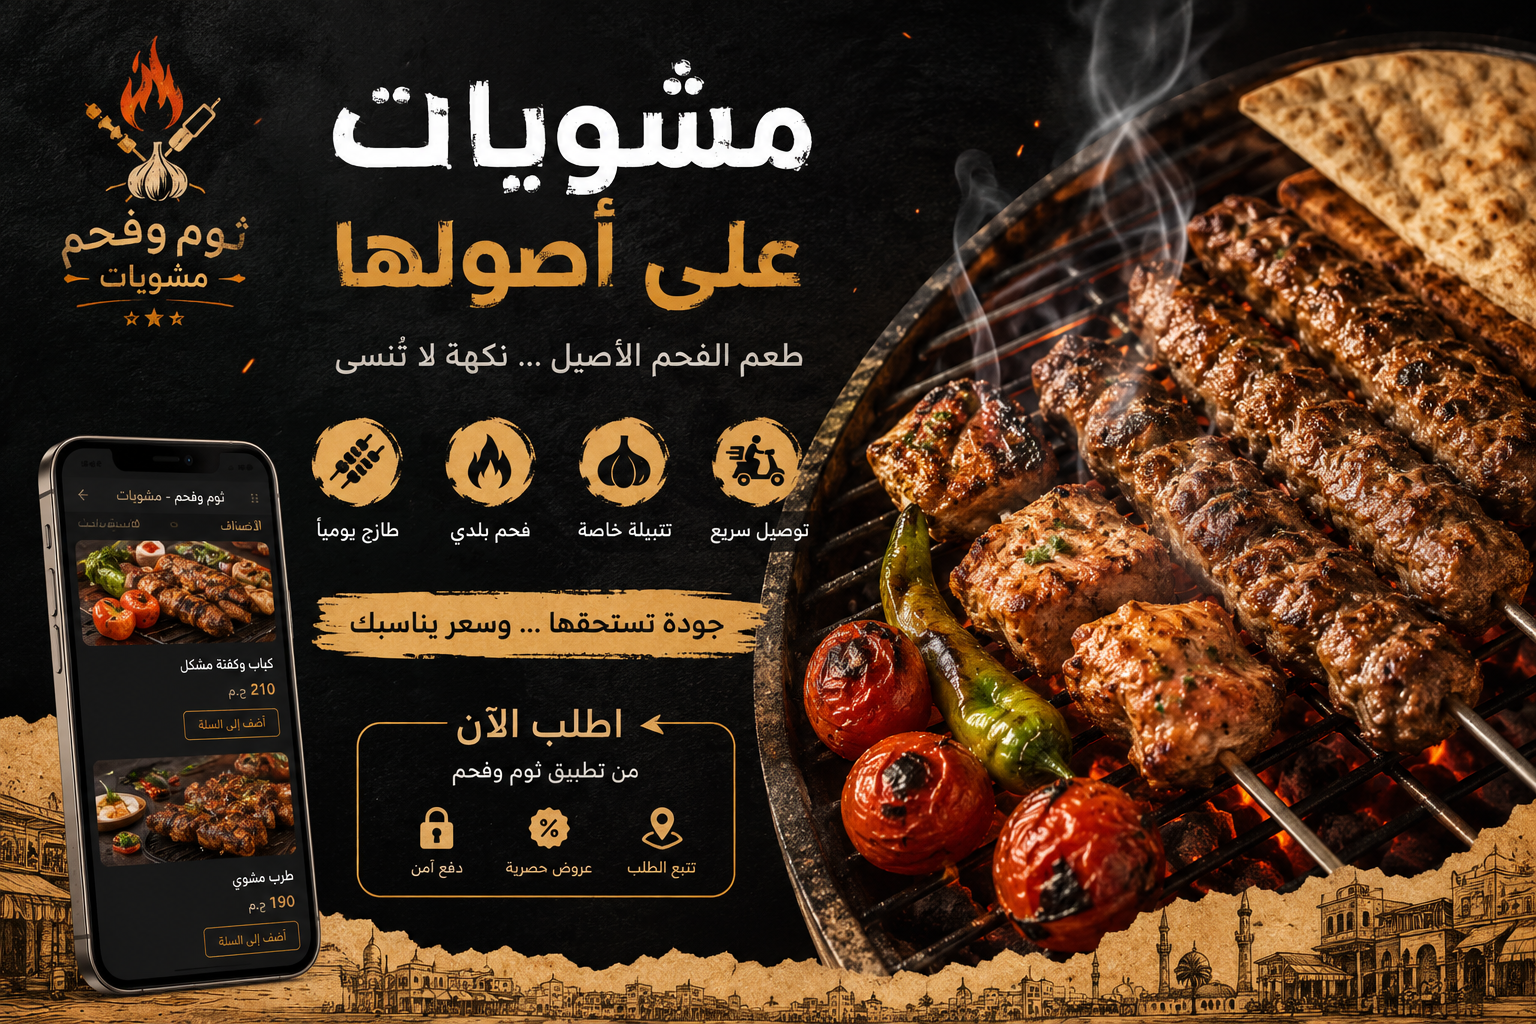 ثوم وفحم
مشويات
مشويات
على أصولها
طعم الفحم الأصيل ... نكهة لا تُنسى
توصيل سريع
تتبيلة خاصة
فحم بلدي
طازج يومياً
جودة تستحقها ... وسعر يناسبك
اطلب الآن
من تطبيق ثوم وفحم
تتبع الطلب
عروض حصرية
دفع آمن
ثوم وفحم - مشويات
الأصناف
كباب وكفتة مشكل
210 ج.م
أضف إلى السلة
طرب مشوي
190 ج.م
أضف إلى السلة